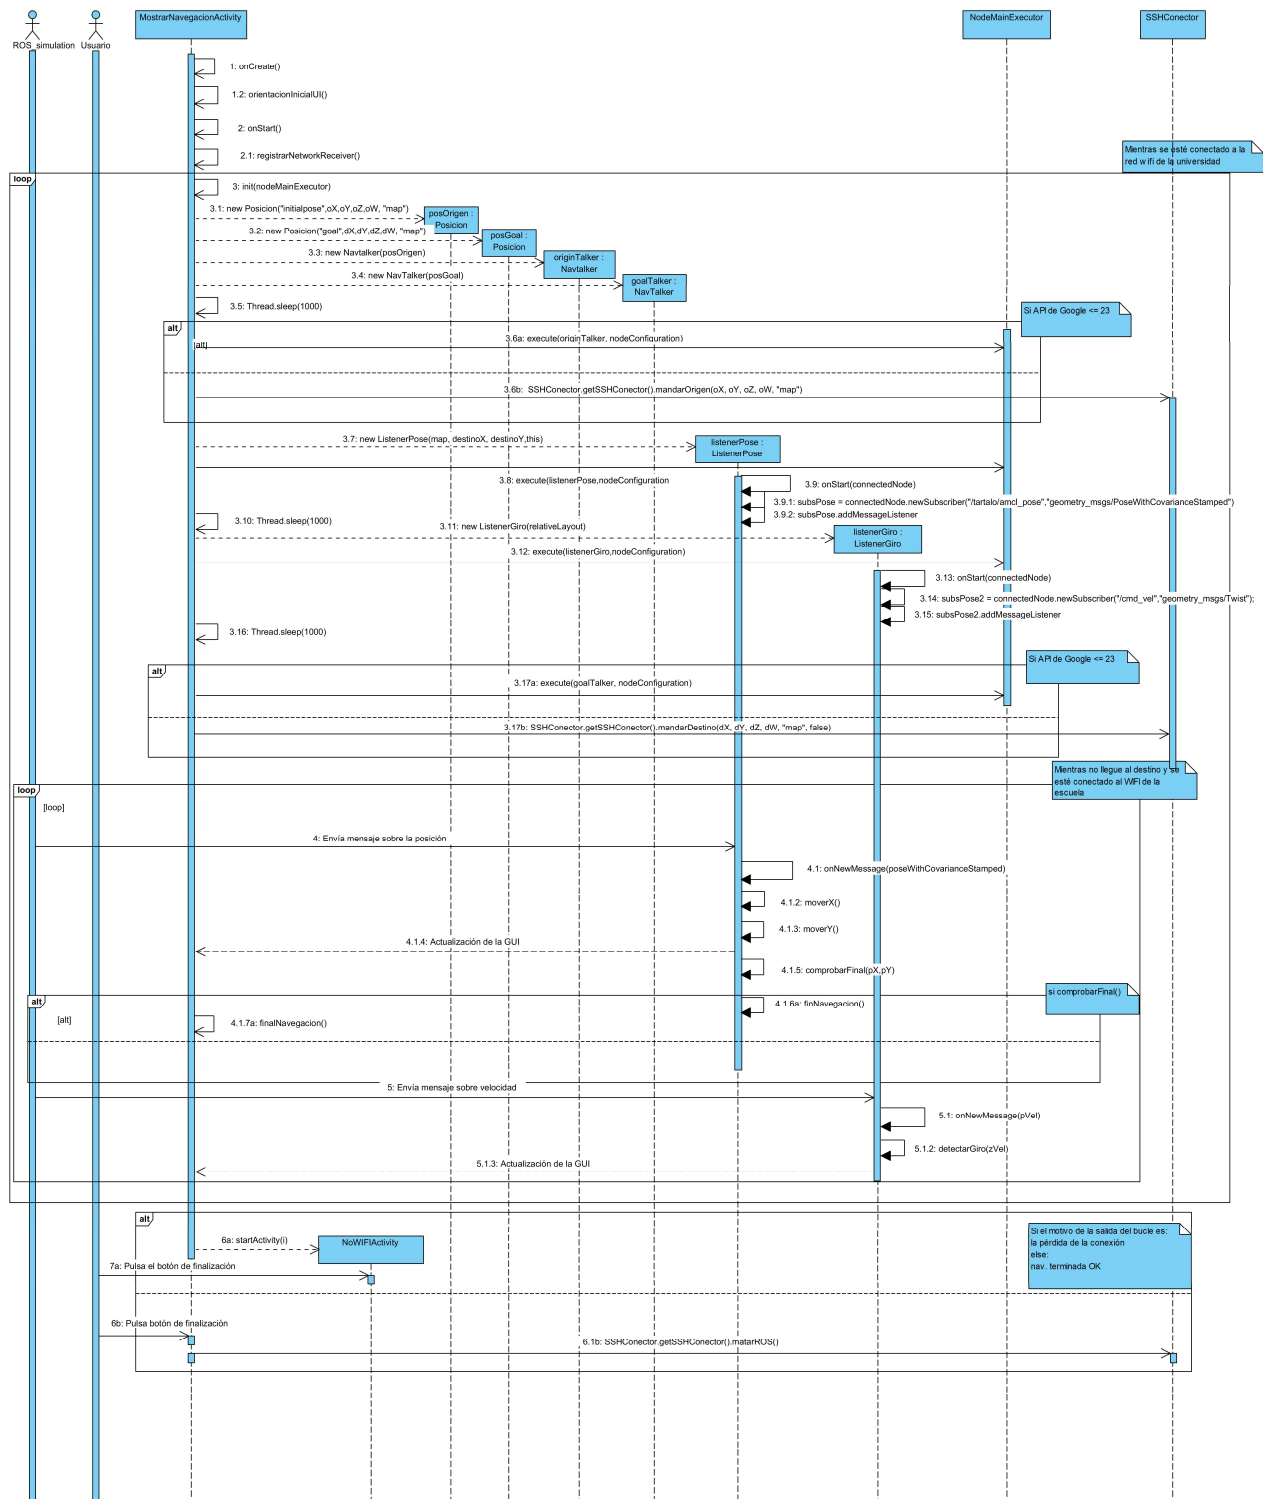 ROS_simulation
Usuario
MostrarNavegacionActivity
NodeMainExecutor
SSHConector
1: onCreate()
1.2: orientacionInicialUI()
2: onStart()
2.1: registrarNetworkReceiver()
Mientras se esté conectado a la
red wifi de la universidad
loop
3: init(nodeMainExecutor)
3.1: new Posicion("initialpose",oX,oY,oZ,oW, "map")
posOrigen :
Posicion
3.2: new Posicion("goal",dX,dY,dZ,dW, "map")
posGoal :
Posicion
3.3: new Navtalker(posOrigen)
originTalker :
Navtalker
3.4: new NavTalker(posGoal)
goalTalker :
NavTalker
3.5: Thread.sleep(1000)
Si API de Google <= 23
alt
[alt]
3.6a: execute(originTalker, nodeConfiguration)
3.6b: SSHConector.getSSHConector().mandarOrigen(oX, oY, oZ, oW, "map")
3.7: new ListenerPose(map, destinoX, destinoY,this)
listenerPose :
ListenerPose
3.8: execute(listenerPose,nodeConfiguration
3.9: onStart(connectedNode)
3.9.1: subsPose = connectedNode.newSubscriber("/tartalo/amcl_pose","geometry_msgs/PoseWithCovarianceStamped")
3.9.2: subsPose.addMessageListener
3.10: Thread.sleep(1000)
3.11: new ListenerGiro(relativeLayout)
listenerGiro :
ListenerGiro
3.12: execute(listenerGiro,nodeConfiguration)
3.13: onStart(connectedNode)
3.14: subsPose2 = connectedNode.newSubscriber("/cmd_vel","geometry_msgs/Twist");
3.15: subsPose2.addMessageListener
3.16: Thread.sleep(1000)
Si API de Google <= 23
alt
3.17a: execute(goalTalker, nodeConfiguration)
3.17b: SSHConector.getSSHConector().mandarDestino(dX, dY, dZ, dW, "map", false)
Mientras no llegue al destino y se
esté conectado al WIFI de la
escuela
loop
[loop]
4: Envía mensaje sobre la posición
4.1: onNewMessage(poseWithCovarianceStamped)
4.1.2: moverX()
4.1.3: moverY()
4.1.4: Actualización de la GUI
4.1.5: comprobarFinal(pX,pY)
si comprobarFinal()
alt
[alt]
4.1.6a: finNavegacion()
4.1.7a: finalNavegacion()
5: Envía mensaje sobre velocidad
5.1: onNewMessage(pVel)
5.1.2: detectarGiro(zVel)
5.1.3: Actualización de la GUI
alt
Si el motivo de la salida del bucle es:
la pérdida de la conexión
else:
nav. terminada OK
6a: startActivity(i)
NoWIFIActivity
7a: Pulsa el botón de finalización
6b: Pulsa botón de finalización
6.1b: SSHConector.getSSHConector().matarROS()